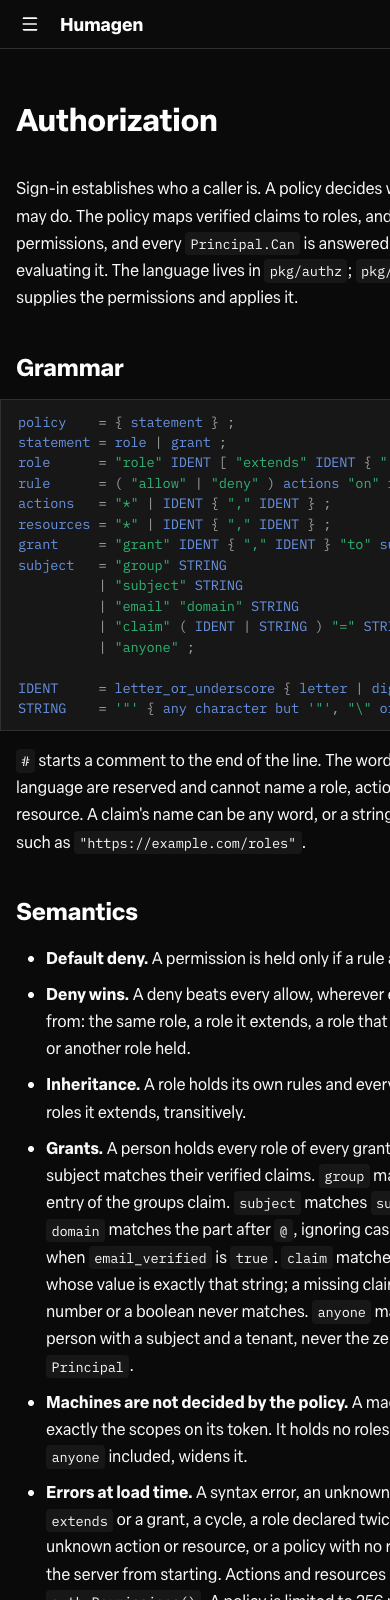 Humagen
Authorization
Sign-in establishes who a caller is. A policy decides
may do. The policy maps verified claims to roles, and
permissions, and every Principal.Can is answered
evaluating it. The language lives in pkg/authz ; pkg/
supplies the permissions and applies it.
Grammar
policy = { statement } ;
statement = role | grant ;
role = "role" IDENT [ "extends" IDENT { "
rule = ( "allow" | "deny" ) actions "on"
actions = "*" | IDENT { "," IDENT } ;
resources = "*" | IDENT { "," IDENT } ;
grant = "grant" IDENT { "," IDENT } "to" su
subject = "group" STRING
| "subject" STRING
| "email" "domain" STRING
| "claim" ( IDENT | STRING ) "=" STRI
| "anyone" ;
IDENT = letter_or_underscore { letter | dig
STRING = '"' { any character but '"', "\" o
# starts a comment to the end of the line. The word
language are reserved and cannot name a role, actio
resource. A claim's name can be any word, or a string
such as "https://example.com/roles" .
Semantics
• Default deny. A permission is held only if a rule
• Deny wins. A deny beats every allow, wherever
from: the same role, a role it extends, a role that
or another role held.
• Inheritance. A role holds its own rules and every
roles it extends, transitively.
• Grants. A person holds every role of every grant
subject matches their verified claims. group ma
entry of the groups claim. subject matches su
domain matches the part after @ , ignoring cas
when email_verified is true . claim matche
whose value is exactly that string; a missing clai
number or a boolean never matches. anyone ma
person with a subject and a tenant, never the ze
Principal .
• Machines are not decided by the policy. A ma
exactly the scopes on its token. It holds no roles
anyone included, widens it.
• Errors at load time. A syntax error, an unknown
extends or a grant, a cycle, a role declared twic
unknown action or resource, or a policy with no r
the server from starting. Actions and resources